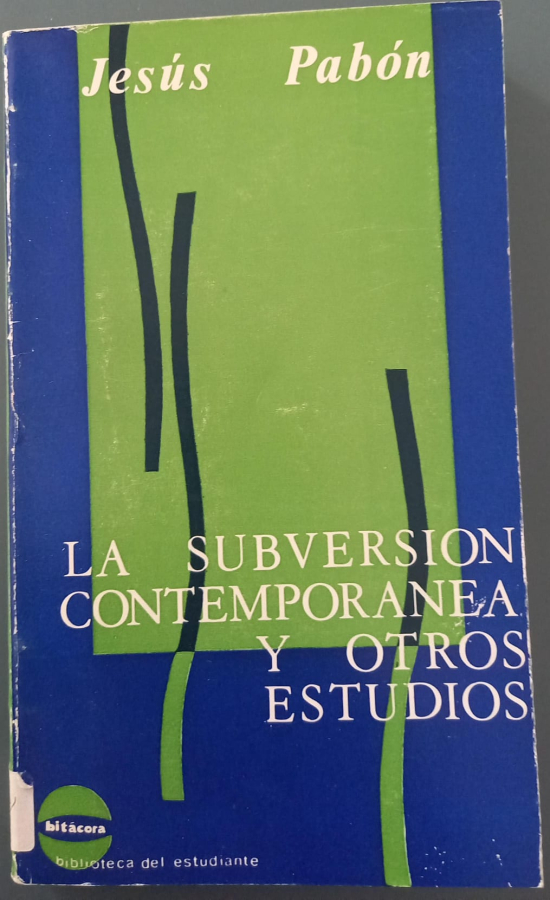 Jesús Pabón
LA SUBVERSION
CONTEMPORANEA
Y OTROS
ESTUDIOS
bitácora
biblioteca del estudiante